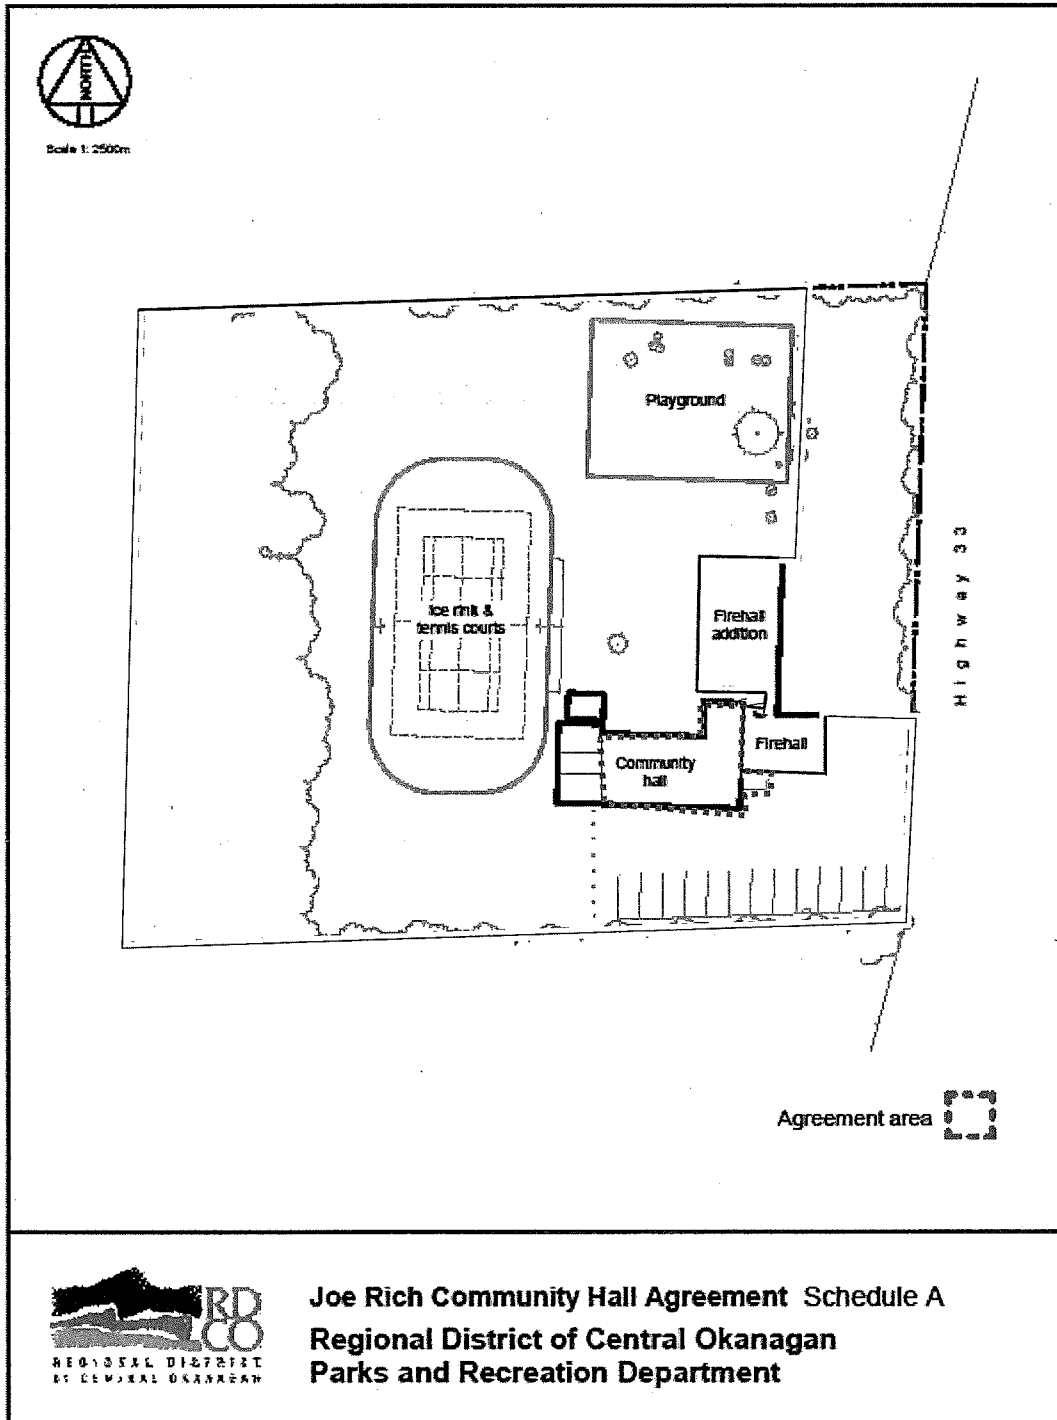 NORTH
Scale 1: 2500m
Playground
Ice rink &
tennis courts
Firehall
addition
Highway 33
Firehall
Community
hall
Agreement area
RD
CO
REGIONAL DISTRICT
OF CENTRAL OKANAGAN
Joe Rich Community Hall Agreement Schedule A
Regional District of Central Okanagan
Parks and Recreation Department